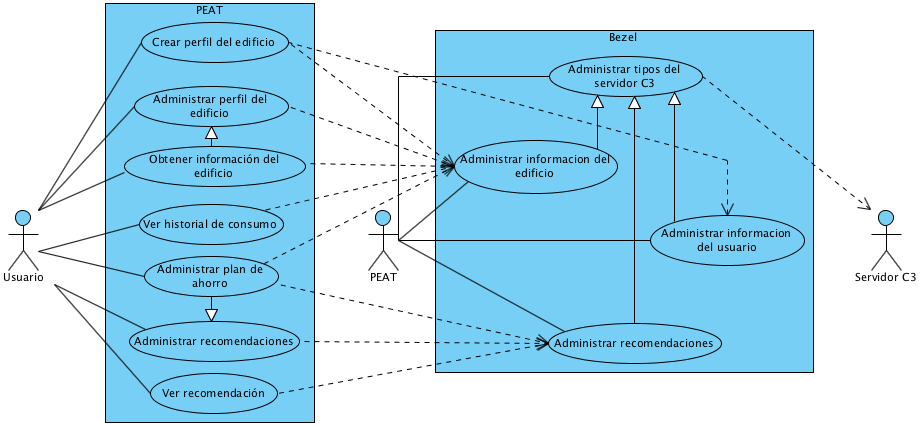 PEAT
Crear perfil del edificio
Administrar perfil del
edificio
Obtener información del
edificio
Ver historial de consumo
Administrar plan de
ahorro
Administrar recomendaciones
Ver recomendación
Usuario
PEAT
Bezel
Administrar tipos del
servidor C3
Administrar informacion del
edificio
Administrar informacion
del usuario
Administrar recomendaciones
Servidor C3